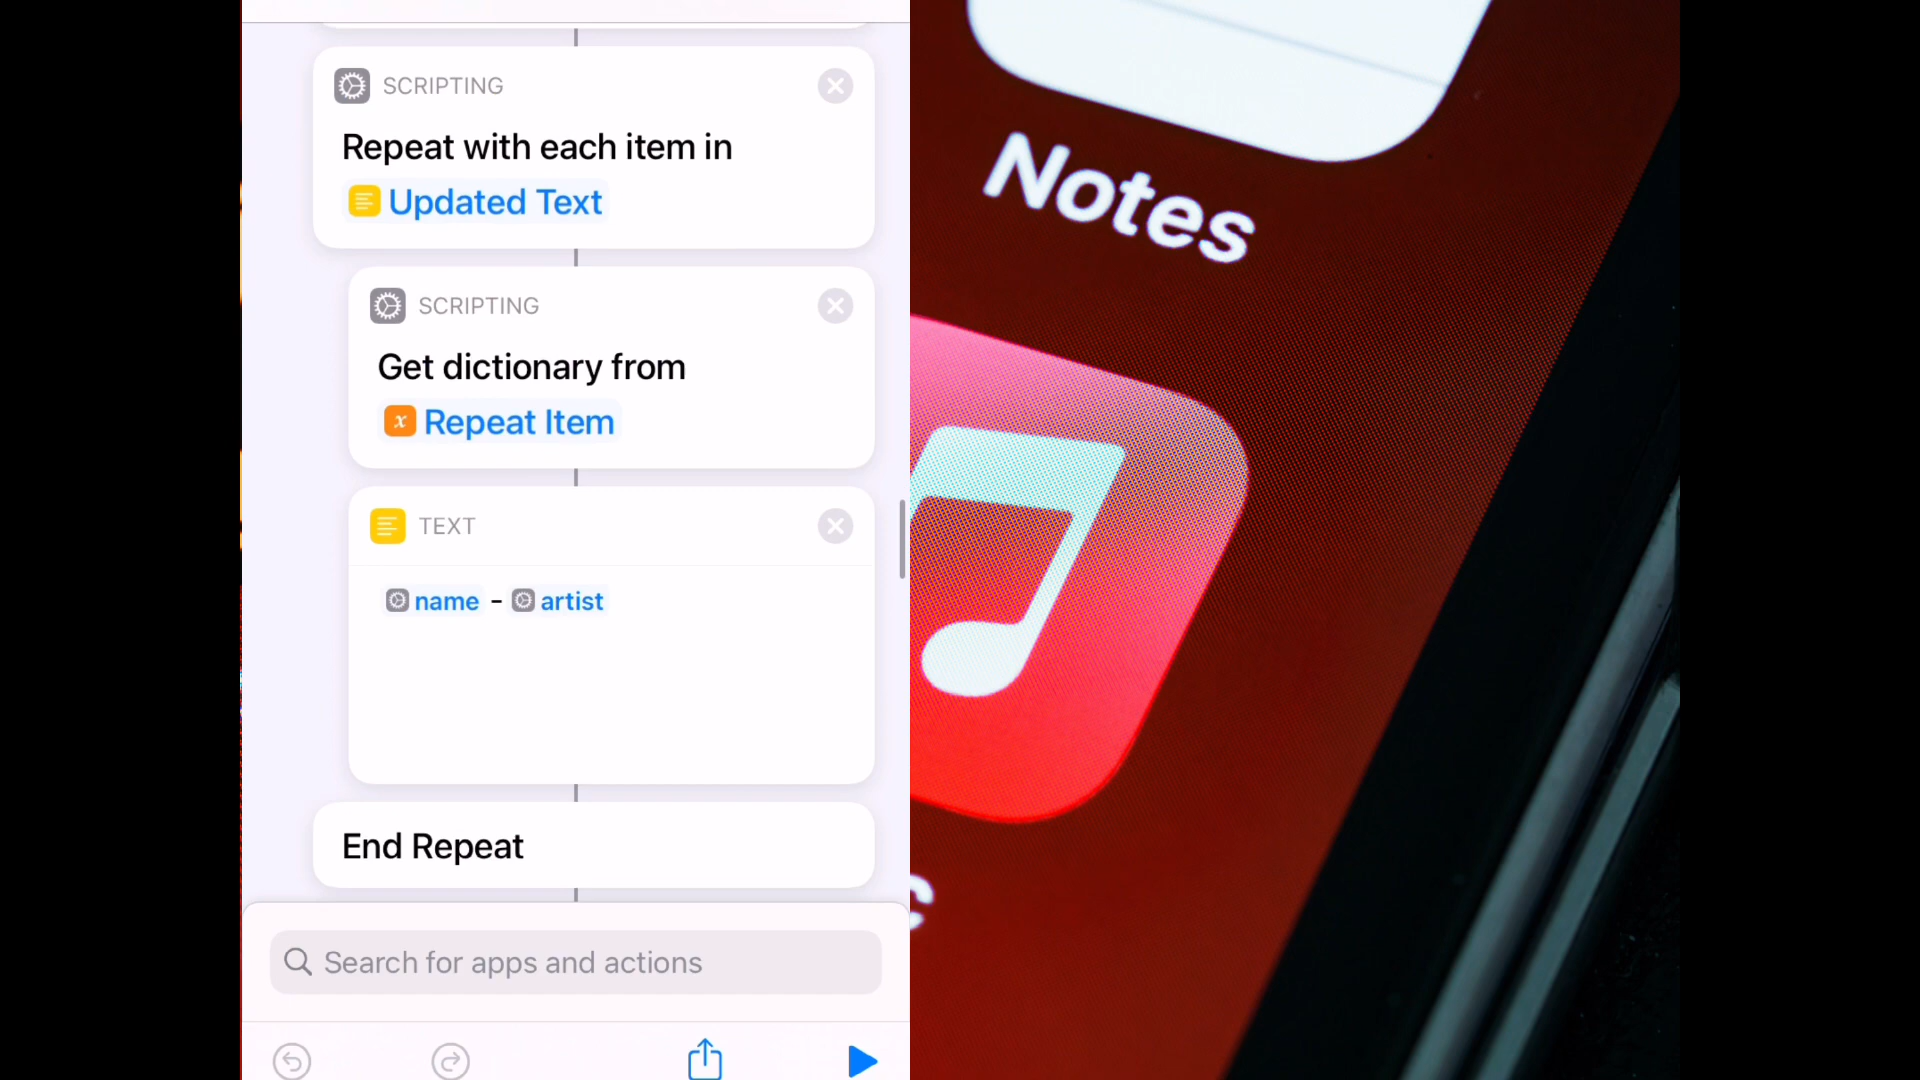 SCRIPTING
Repeat with each item in
Updated Text
SCRIPTING
Get dictionary from
x Repeat Item
TEXT
name - artist
End Repeat
Search for apps and actions
Notes
c